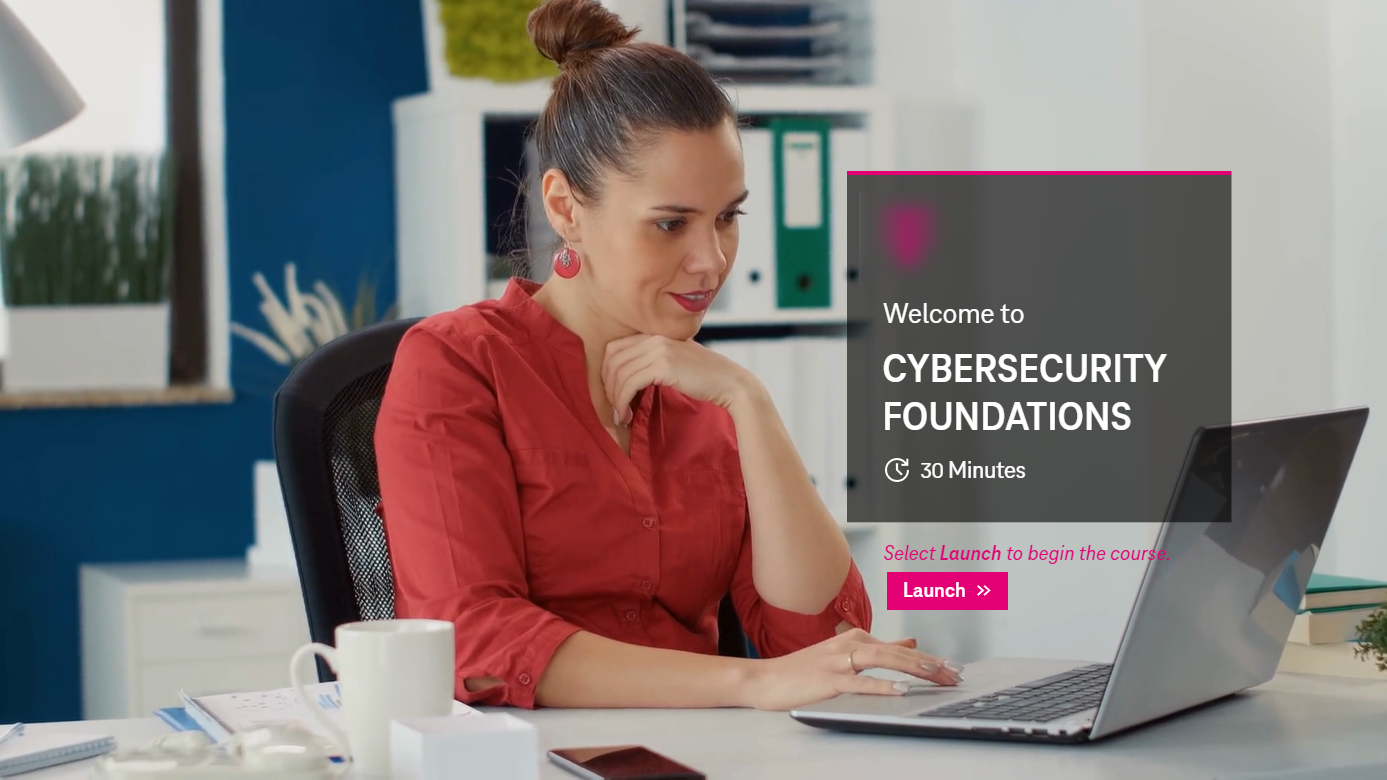 Welcome to
CYBERSECURITY
FOUNDATIONS
30 Minutes
Select Launch to begin the course.
Launch »